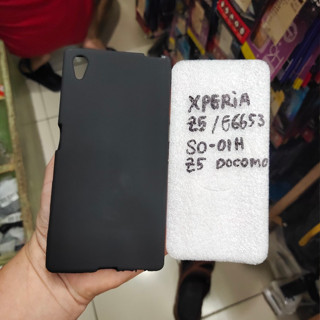 XPERiA
Z5/E6653
SO-01H
Z5 DOCOMO